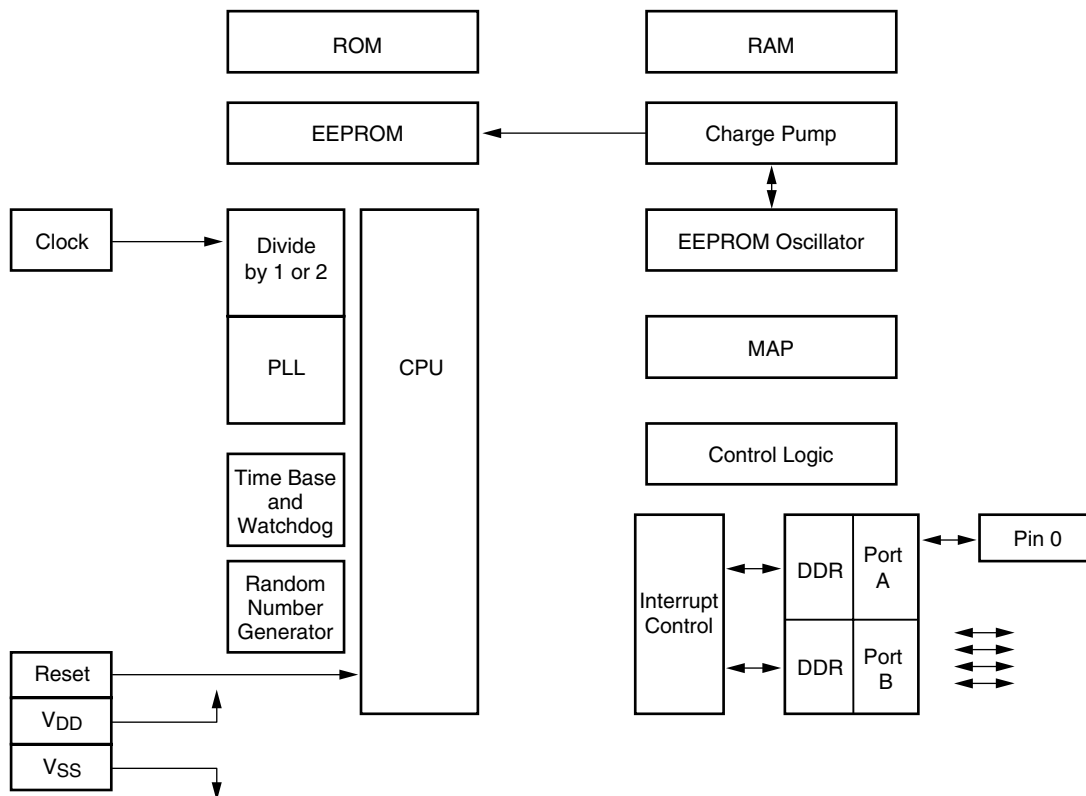 ROM
RAM
EEPROM
Charge Pump
Clock
Divide
by 1 or 2
EEPROM Oscillator
PLL
CPU
MAP
Control Logic
Time Base
and
Watchdog
Random
Number
Generator
Interrupt
Control
DDR
Port
A
Pin 0
DDR
Port
B
Reset
VDD
VSS